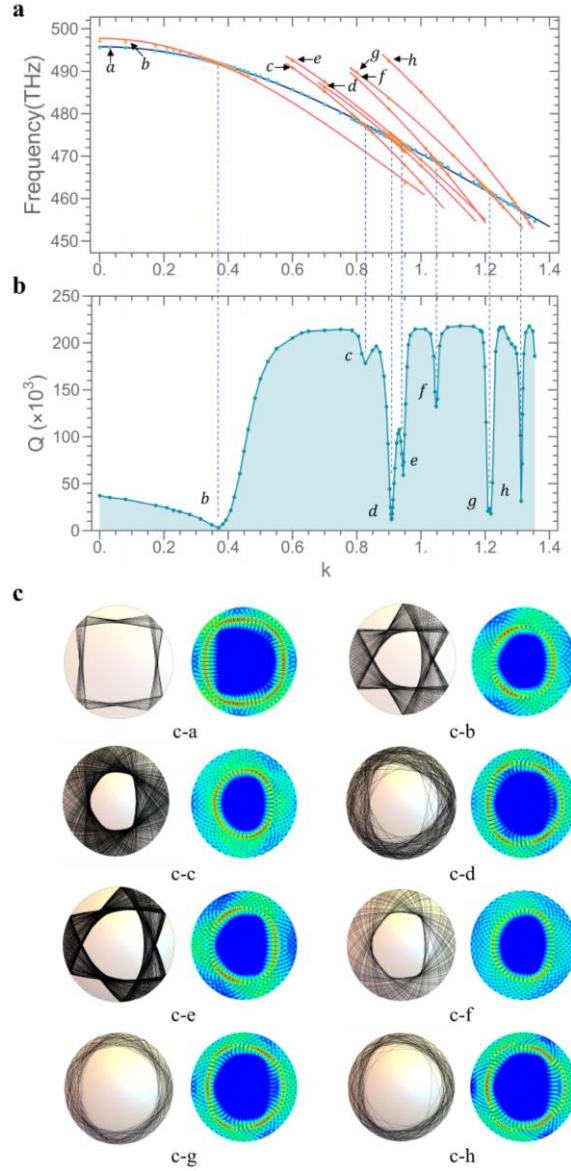 a
500
490
480
470
460
450
Frequency(THz)
a b c e d g f h
0. 0.2 0.4 0.6 0.8 1. 1.2 1.4
b
250
200
150
100
50
0
Q (×10³)
b c d e f g h
0. 0.2 0.4 0.6 0.8 1. 1.2 1.4
k
c
c-a c-b
c-c c-d
c-e c-f
c-g c-h